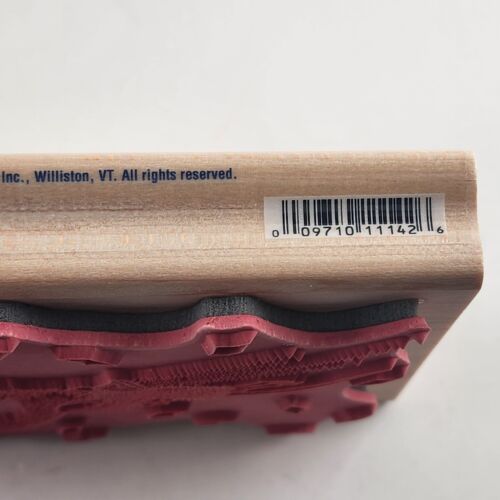 Inc., Williston, VT. All rights reserved.
0 09710 11142 6